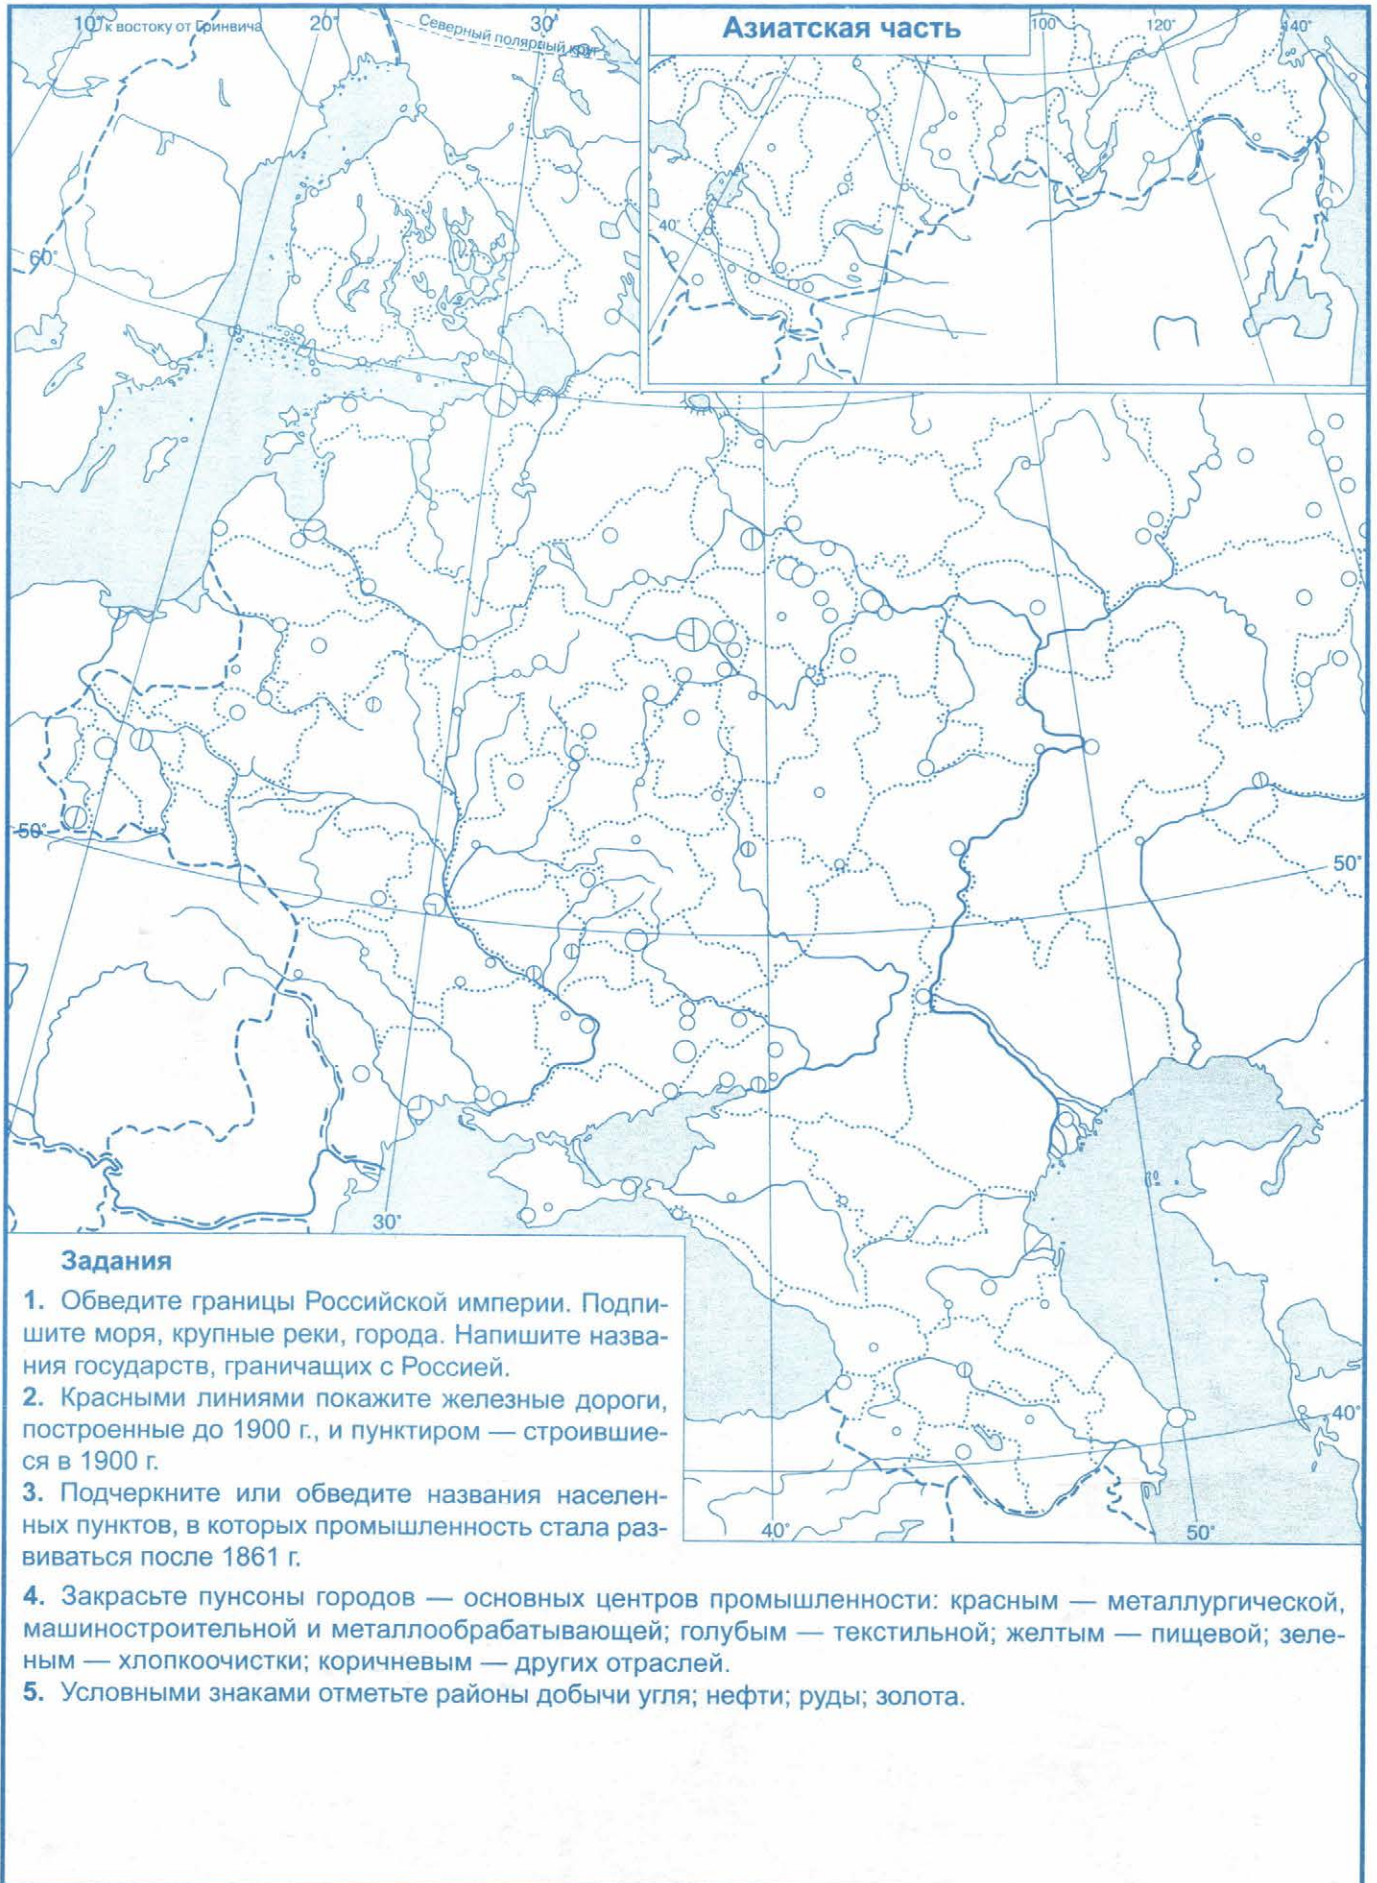 10° к востоку от Гринвича
20°
30°
Северный полярный круг
Азиатская часть
100
120°
140°
40°
60°
50°
50°
30°
40°
40°
50°
Задания
1. Обведите границы Российской империи. Подпи-
шите моря, крупные реки, города. Напишите назва-
ния государств, граничащих с Россией.
2. Красными линиями покажите железные дороги,
построенные до 1900 г., и пунктиром — строившие-
ся в 1900 г.
3. Подчеркните или обведите названия населен-
ных пунктов, в которых промышленность стала раз-
виваться после 1861 г.
4. Закрасьте пунсоны городов — основных центров промышленности: красным — металлургической,
машиностроительной и металлообрабатывающей; голубым — текстильной; желтым — пищевой; зеле-
ным — хлопкоочистки; коричневым — других отраслей.
5. Условными знаками отметьте районы добычи угля; нефти; руды; золота.